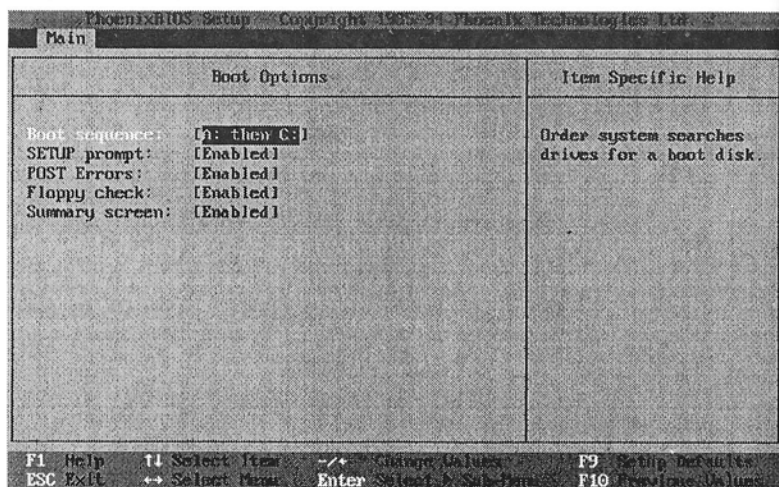 PhoenixBIOS Setup - Copyright 1985-94 Phoenix Technologies Ltd.
Main
Boot Options
Item Specific Help
Boot sequence: [A: then C:]
SETUP prompt: [Enabled]
POST Errors: [Enabled]
Floppy check: [Enabled]
Summary screen: [Enabled]
Order system searches
drives for a boot disk.
F1 Help ↑↓ Select Item -/+ Change Values F9 Setup Defaults
ESC Exit ↔ Select Menu Enter Select ▶ Sub-Menu F10 Previous Values